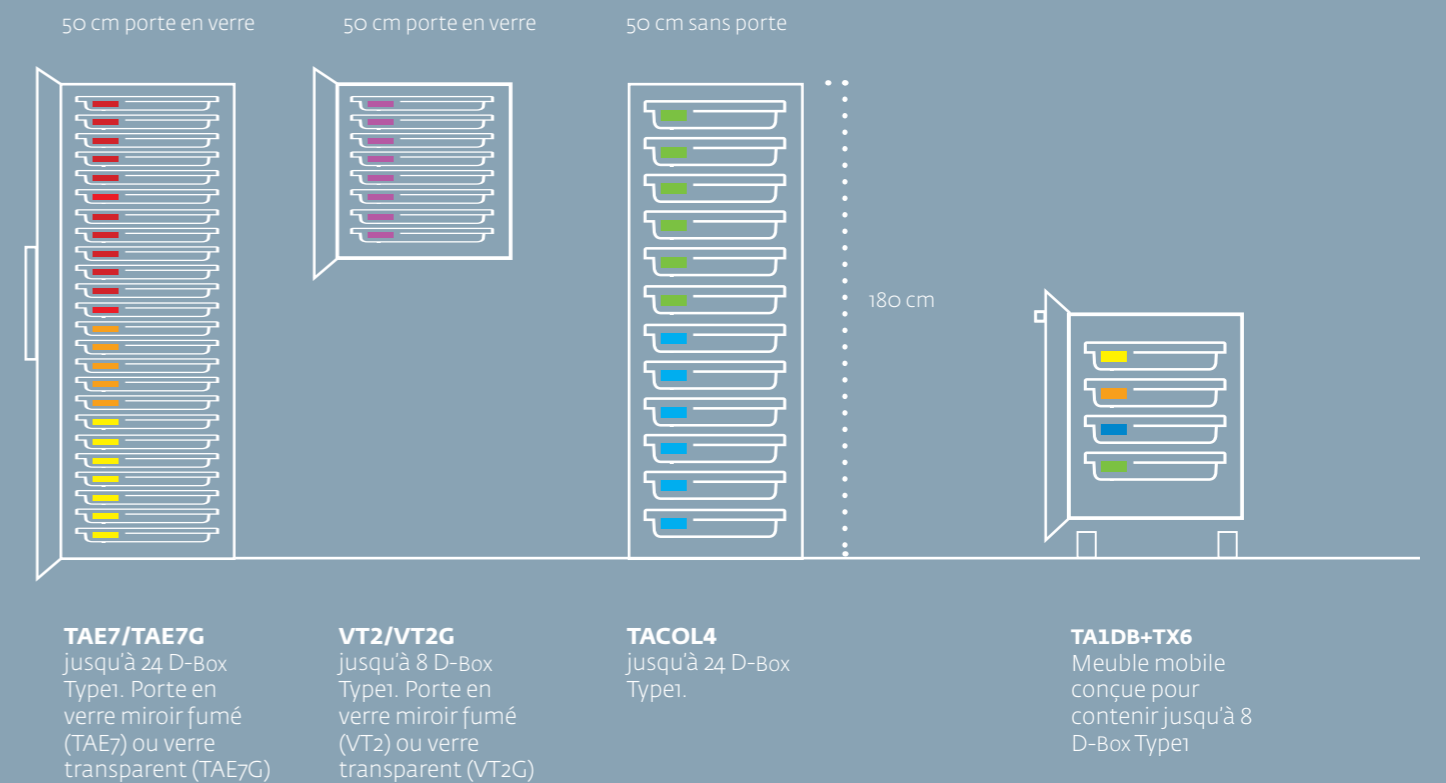 50 cm porte en verre
50 cm porte en verre
50 cm sans porte
180 cm
TAE7/TAE7G
jusqu'à 24 D-Box
Type1. Porte en
verre miroir fumé
(TAE7) ou verre
transparent (TAE7G)
VT2/VT2G
jusqu'à 8 D-Box
Type1. Porte en
verre miroir fumé
(VT2) ou verre
transparent (VT2G)
TACOL4
jusqu'à 24 D-Box
Type1.
TA1DB+TX6
Meuble mobile
conçue pour
contenir jusqu'à 8
D-Box Type1